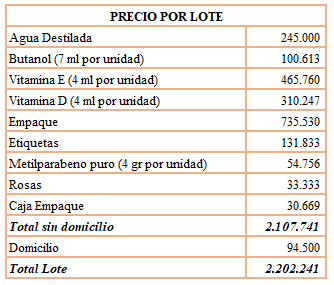 PRECIO POR LOTE
Agua Destilada 245.000
Butanol (7 ml por unidad) 100.613
Vitamina E (4 ml por unidad) 465.760
Vitamina D (4 ml por unidad) 310.247
Empaque 735.530
Etiquetas 131.833
Metilparabeno puro (4 gr por unidad) 54.756
Rosas 33.333
Caja Empaque 30.669
Total sin domicilio 2.107.741
Domicilio 94.500
Total Lote 2.202.241